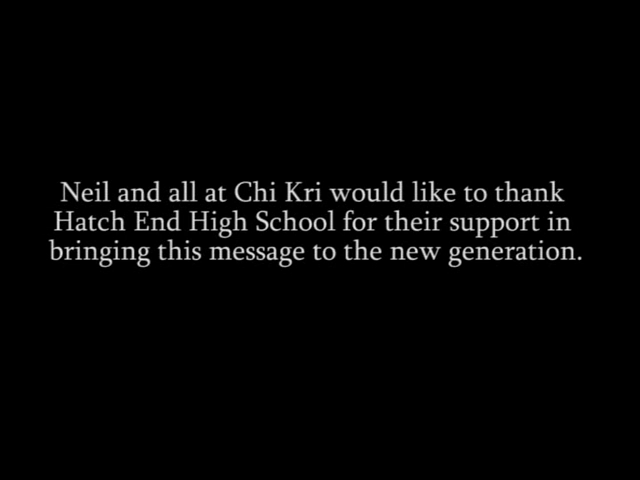 Neil and all at Chi Kri would like to thank
Hatch End High School for their support in
bringing this message to the new generation.